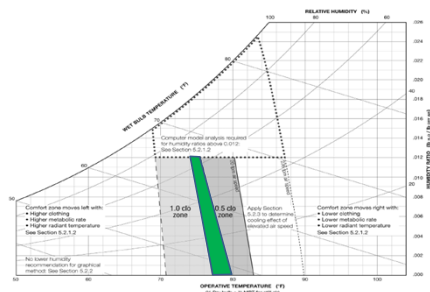 RELATIVE HUMIDITY (%)
100
80
60
.026
.024
.022
80
.020
WET BULB TEMPERATURE (°F)
.018
.016
70
40
Computer model analysis required
for humidity ratios above 0.012:
See Section 5.2.1.2
.014
HUMIDITY RATIO
.012
60
.010
20
50
Comfort zone moves left with:
• Higher clothing
• Higher metabolic rate
• Higher radiant temperature
See Section 5.2.1.2
1.0 clo
zone
0.5 clo
zone
Apply Section
5.2.3 to determine
cooling effect of
elevated air speed
Comfort zone moves right with:
• Lower clothing
• Lower metabolic rate
• Lower radiant temperature
See Section 5.2.1.2
.008
.006
.004
.002
No lower humidity
recommendation for graphical
method: See Section 5.2.2
.000
50
60
70
80
90
100
OPERATIVE TEMPERATURE (°F)